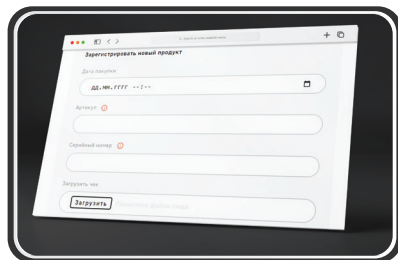 Зарегистрировать новый продукт
Дата покупки
ДД.ММ.ГГГГ --:--
Артикул
Серийный номер
Загрузить чек
Загрузить